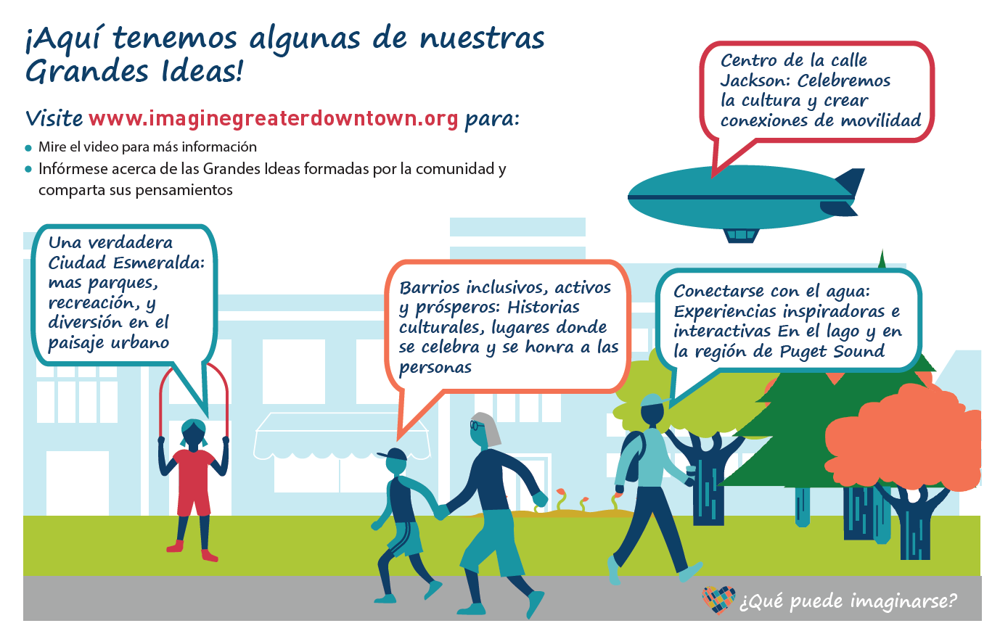 ¡Aquí tenemos algunas de nuestras
Grandes Ideas!
Visite www.imaginegreaterdowntown.org para:
Mire el video para más información
Infórmese acerca de las Grandes Ideas formadas por la comunidad y
comparta sus pensamientos
Centro de la calle
Jackson: Celebremos
la cultura y crear
conexiones de movilidad
Una verdadera
Ciudad Esmeralda:
mas parques,
recreación, y
diversión en el
paisaje urbano
Barrios inclusivos, activos
y prósperos: Historias
culturales, lugares donde
se celebra y se honra a las
personas
Conectarse con el agua:
Experiencias inspiradoras e
interactivas En el lago y en
la región de Puget Sound
¿Qué puede imaginarse?